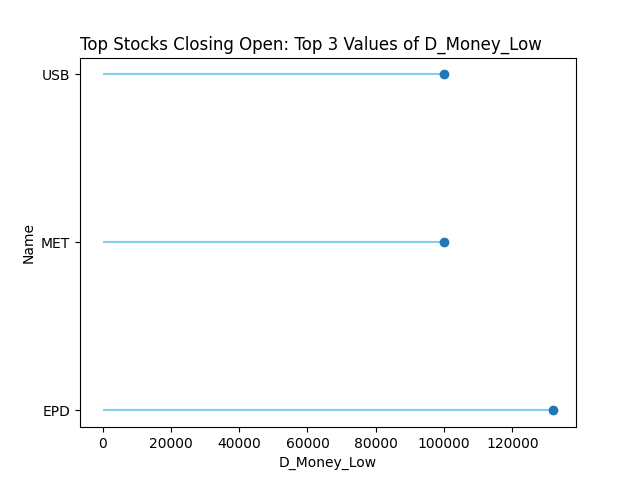 Top Stocks Closing Open: Top 3 Values of D_Money_Low
USB
MET
EPD
Name
0 20000 40000 60000 80000 100000 120000
D_Money_Low